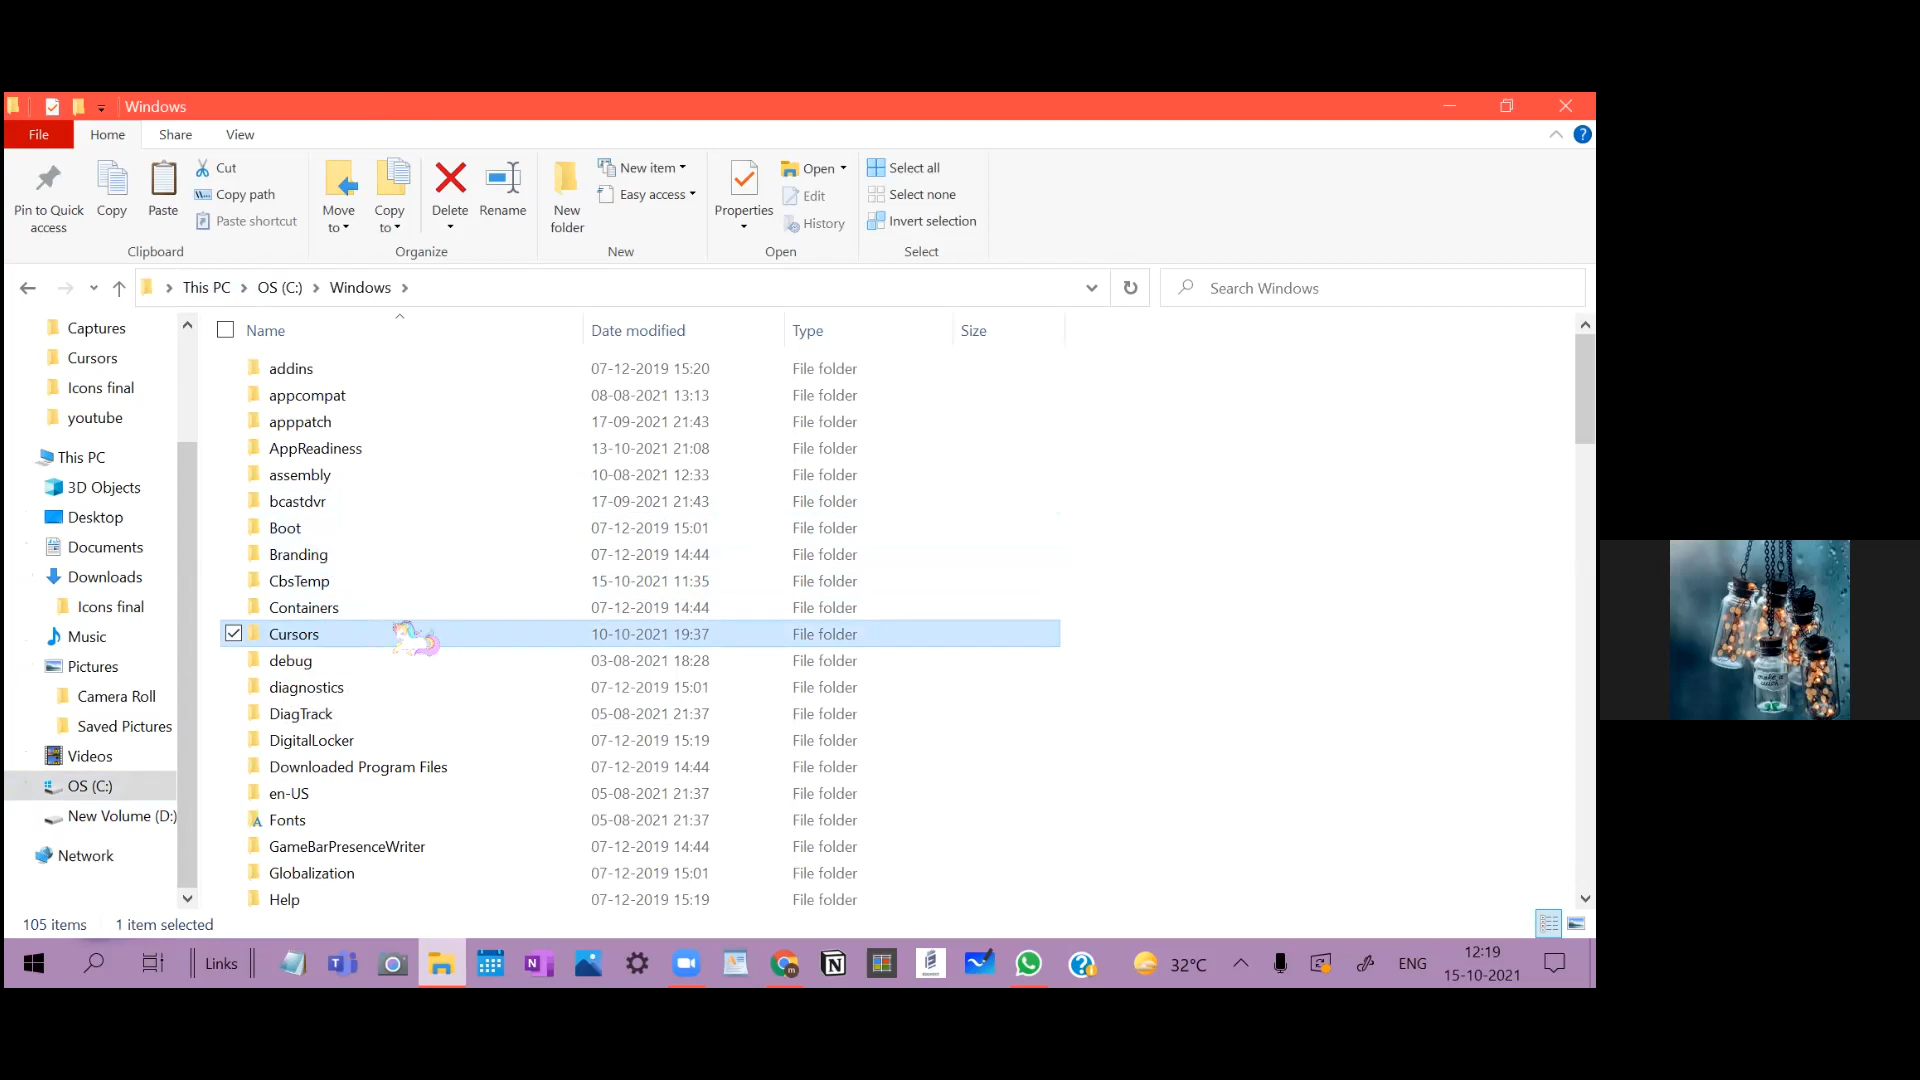 Windows
File Home Share View
Pin to Quick access
Copy
Paste
Cut
Copy path
Paste shortcut
Clipboard
Move to
Copy to
Delete
Rename
Organize
New folder
New item
Easy access
New
Properties
Open
Edit
History
Open
Select all
Select none
Invert selection
Select
This PC OS (C:) Windows
Search Windows
Captures
Cursors
Icons final
youtube
This PC
3D Objects
Desktop
Documents
Downloads
Icons final
Music
Pictures
Camera Roll
Saved Pictures
Videos
OS (C:)
New Volume (D:)
Network
Name Date modified Type Size
addins 07-12-2019 15:20 File folder
appcompat 08-08-2021 13:13 File folder
apppatch 17-09-2021 21:43 File folder
AppReadiness 13-10-2021 21:08 File folder
assembly 10-08-2021 12:33 File folder
bcastdvr 17-09-2021 21:43 File folder
Boot 07-12-2019 15:01 File folder
Branding 07-12-2019 14:44 File folder
CbsTemp 15-10-2021 11:35 File folder
Containers 07-12-2019 14:44 File folder
Cursors 10-10-2021 19:37 File folder
debug 03-08-2021 18:28 File folder
diagnostics 07-12-2019 15:01 File folder
DiagTrack 05-08-2021 21:37 File folder
DigitalLocker 07-12-2019 15:19 File folder
Downloaded Program Files 07-12-2019 14:44 File folder
en-US 05-08-2021 21:37 File folder
Fonts 05-08-2021 21:37 File folder
GameBarPresenceWriter 07-12-2019 14:44 File folder
Globalization 07-12-2019 15:01 File folder
Help 07-12-2019 15:19 File folder
105 items 1 item selected
Links
32°C
ENG
12:19
15-10-2021